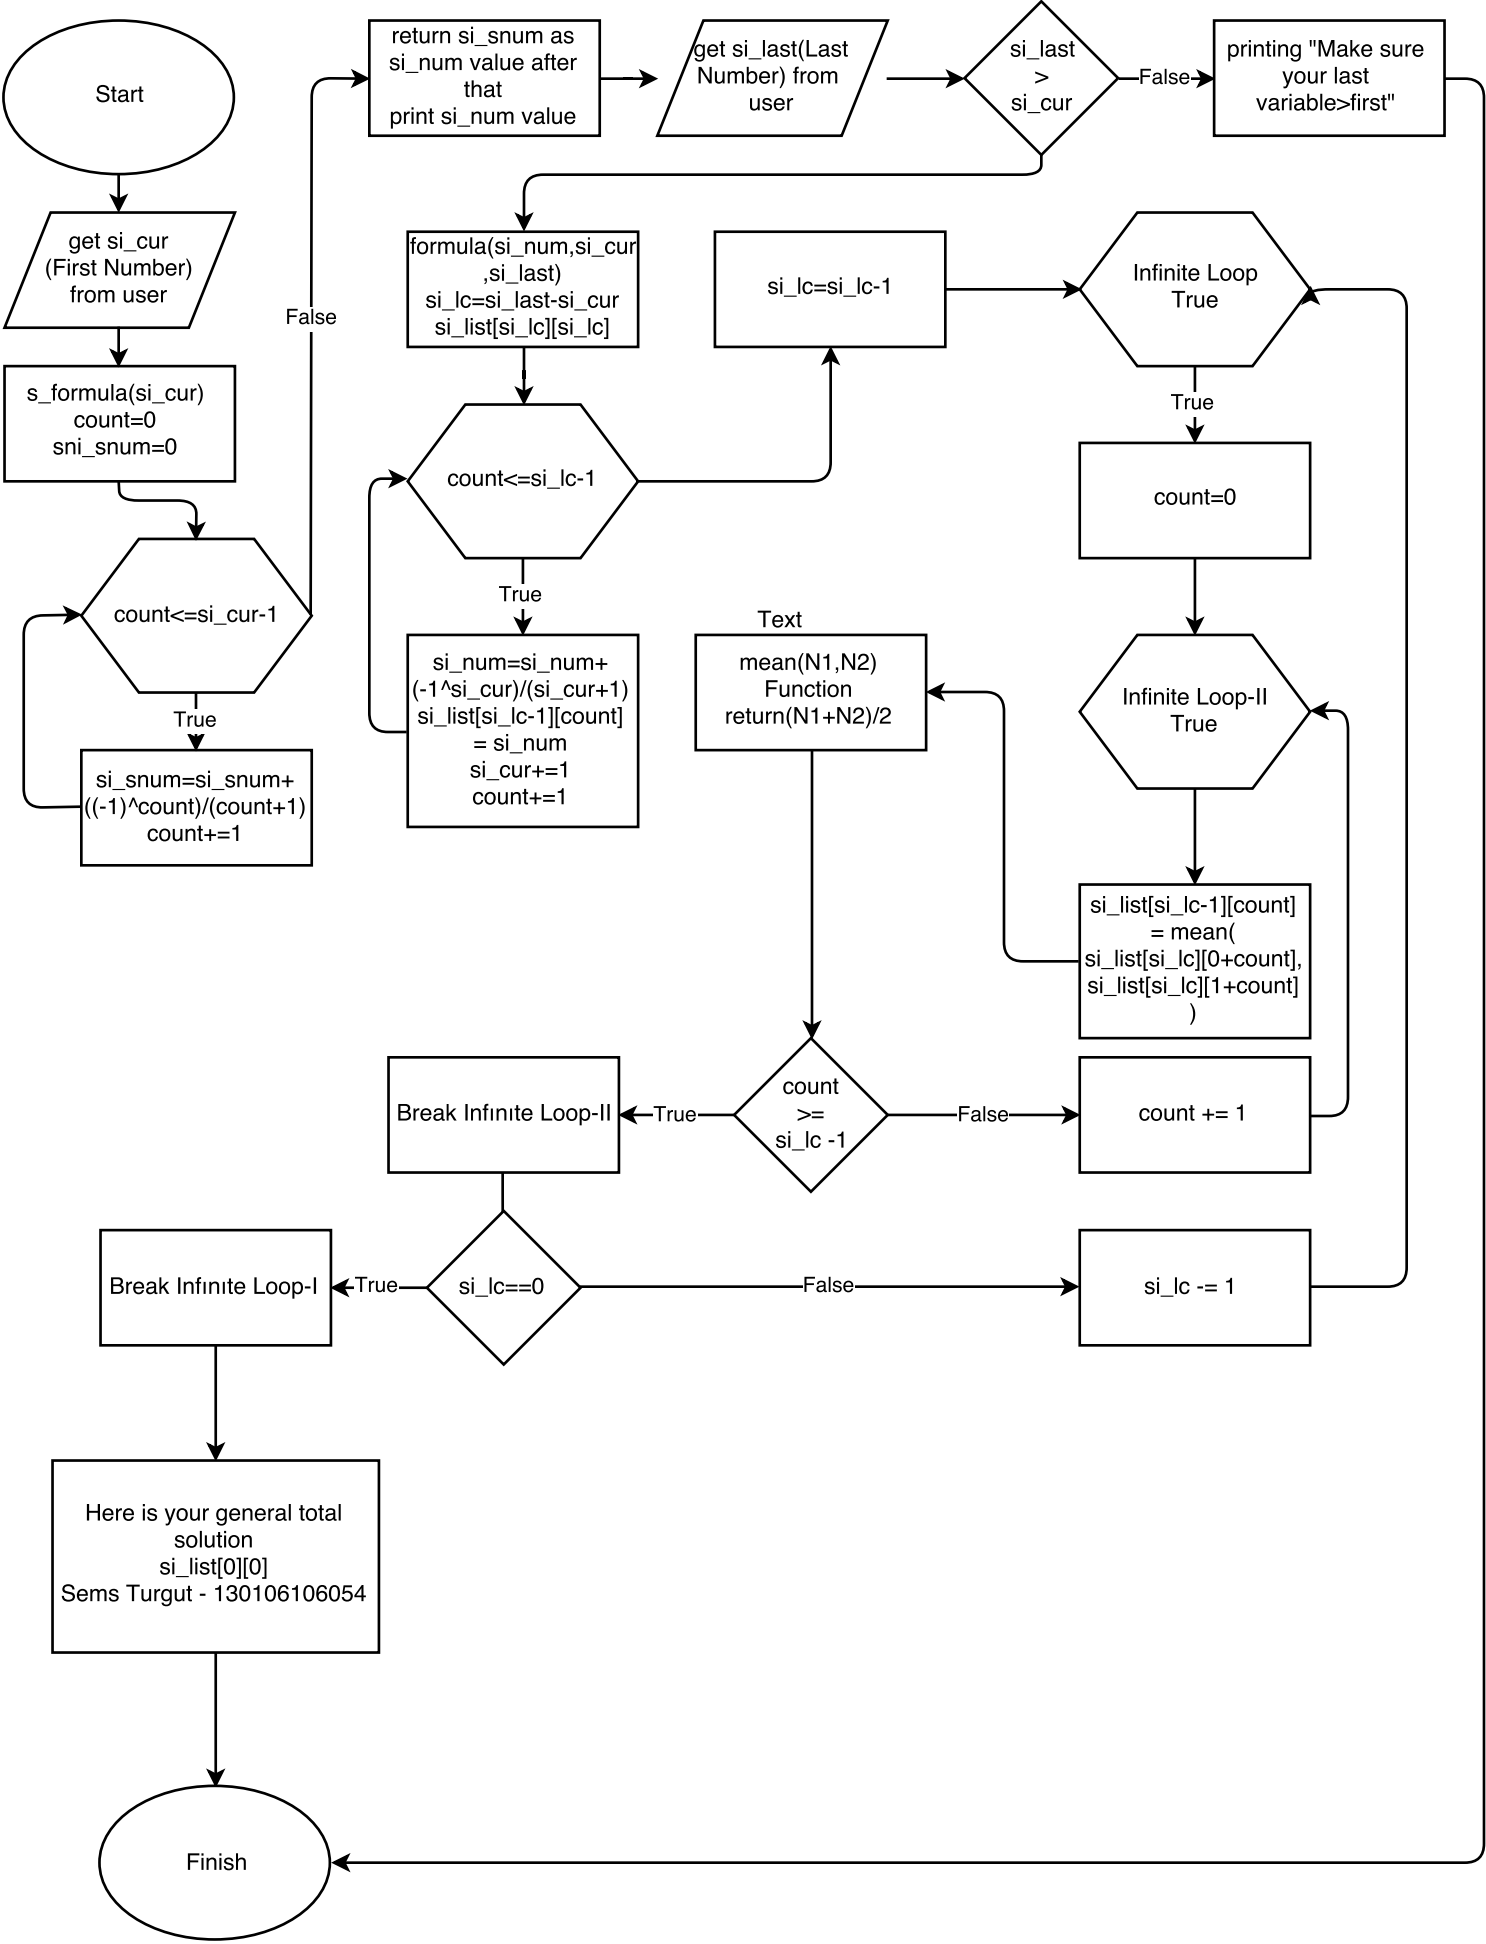 Start
get si_cur
(First Number)
from user
s_formula(si_cur)
count=0
sni_snum=0
count<=si_cur-1
True
si_snum=si_snum+
((-1)^count)/(count+1)
count+=1
False
return si_snum as
si_num value after
that
print si_num value
get si_last(Last
Number) from
user
si_last
>
si_cur
False
printing "Make sure
your last
variable>first"
formula(si_num,si_cur
,si_last)
si_lc=si_last-si_cur
si_list[si_lc][si_lc]
count<=si_lc-1
True
si_num=si_num+
(-1^si_cur)/(si_cur+1)
si_list[si_lc-1][count]
= si_num
si_cur+=1
count+=1
si_lc=si_lc-1
Infinite Loop
True
True
count=0
Infinite Loop-II
True
si_list[si_lc-1][count]
= mean(
si_list[si_lc][0+count],
si_list[si_lc][1+count]
)
Text
mean(N1,N2)
Function
return(N1+N2)/2
count
>=
si_lc -1
False
count += 1
True
Break Infınıte Loop-II
si_lc==0
False
si_lc -= 1
True
Break Infınıte Loop-I
Here is your general total
solution
si_list[0][0]
Sems Turgut - 130106106054
Finish